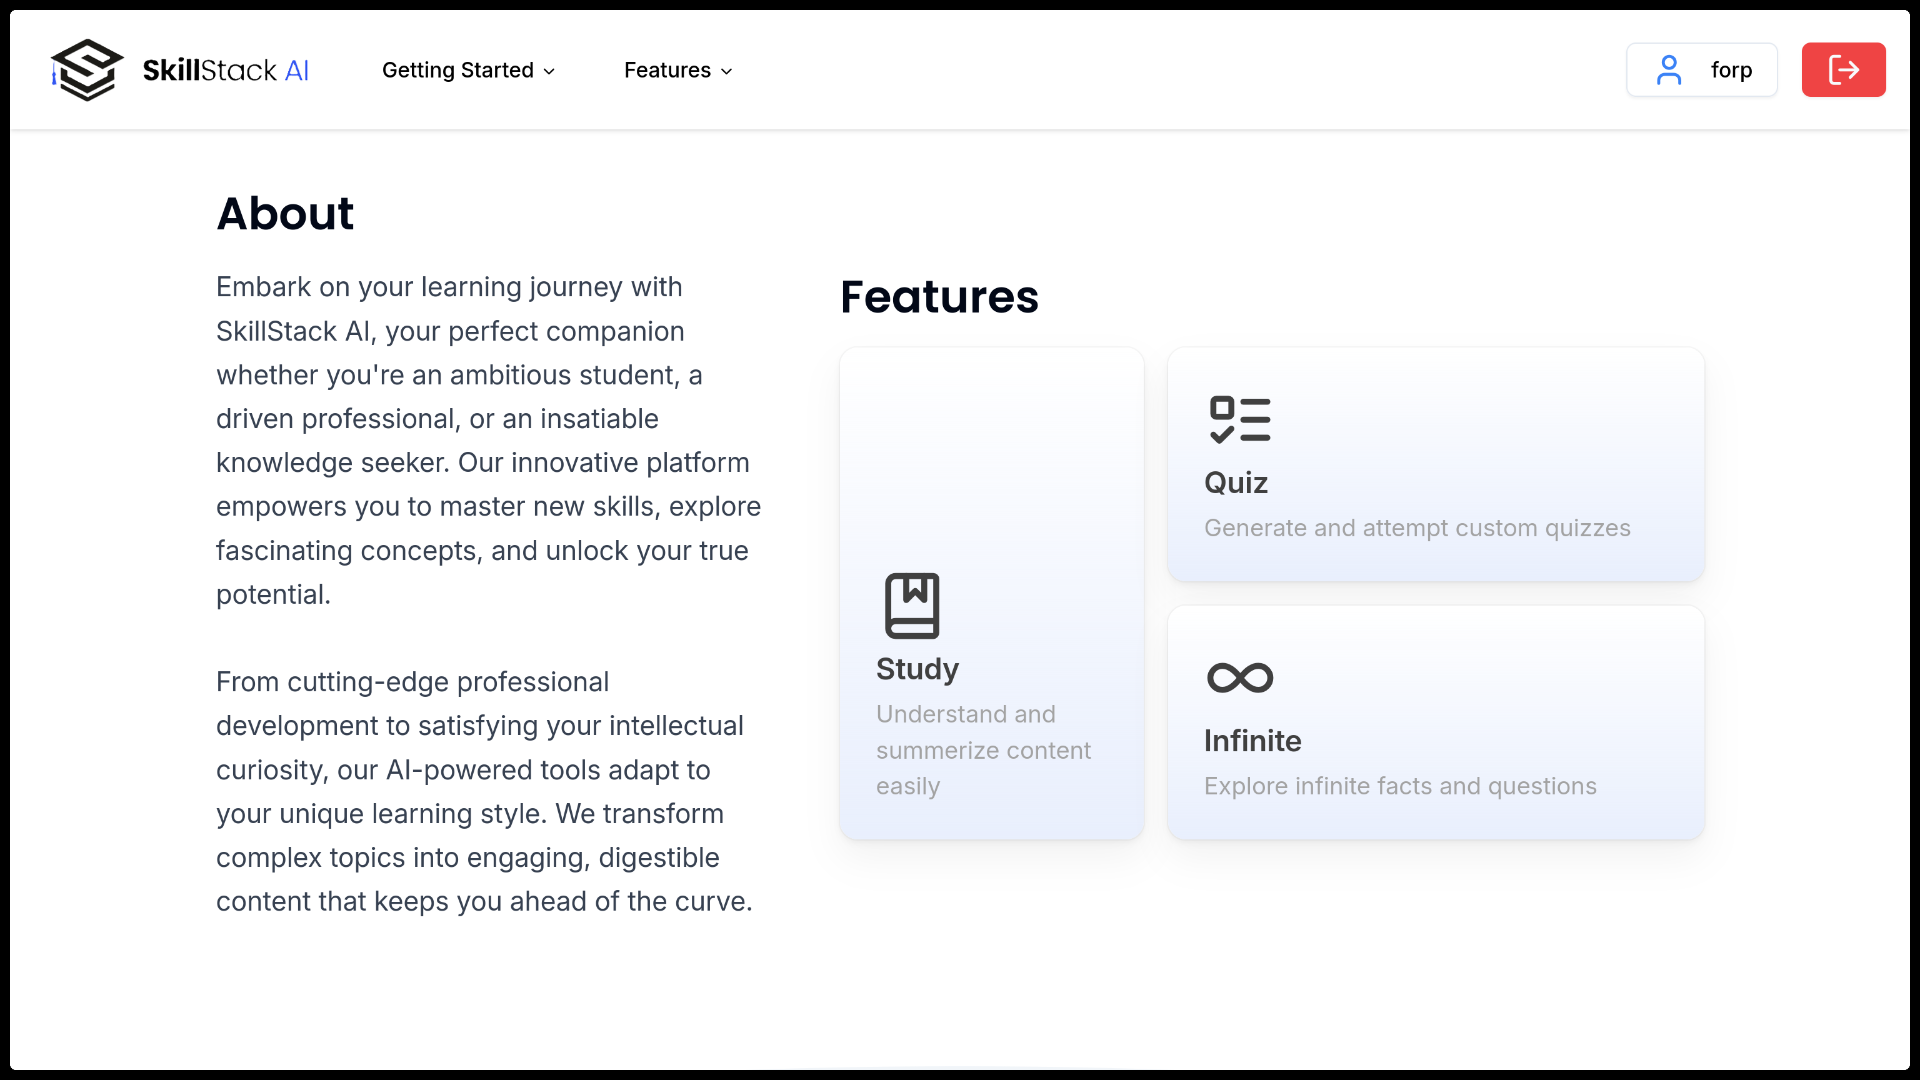 SkillStack AI
Getting Started
Features
forp
About
Embark on your learning journey with
SkillStack AI, your perfect companion
whether you're an ambitious student, a
driven professional, or an insatiable
knowledge seeker. Our innovative platform
empowers you to master new skills, explore
fascinating concepts, and unlock your true
potential.
From cutting-edge professional
development to satisfying your intellectual
curiosity, our AI-powered tools adapt to
your unique learning style. We transform
complex topics into engaging, digestible
content that keeps you ahead of the curve.
Features
Study
Understand and
summerize content
easily
Quiz
Generate and attempt custom quizzes
Infinite
Explore infinite facts and questions